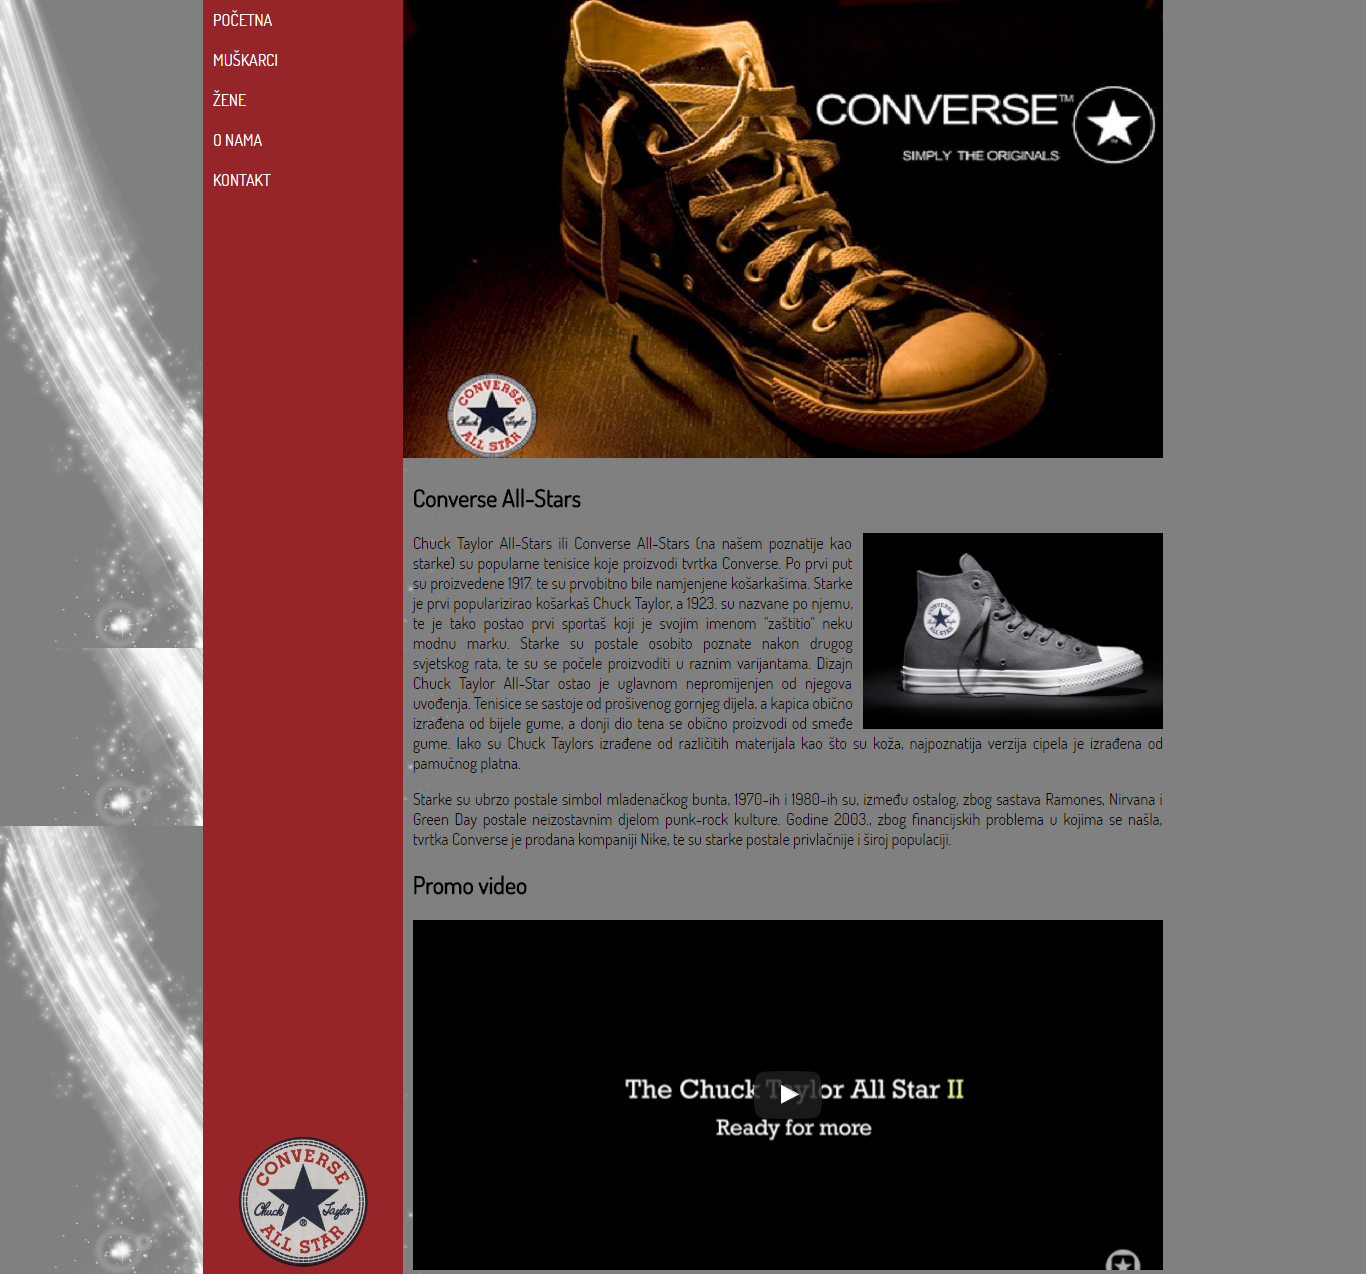 POČETNA
MUŠKARCI
ŽENE
O NAMA
KONTAKT
CONVERSE™
SIMPLY THE ORIGINALS
CONVERSE
Chuck Taylor
ALL STAR
Converse All-Stars
Chuck Taylor All-Stars ili Converse All-Stars (na našem poznatije kao
starke) su popularne tenisice koje proizvodi tvrtka Converse. Po prvi put
su proizvedene 1917. te su prvobitno bile namjenjene košarkašima. Starke
je prvi popularizirao košarkaš Chuck Taylor, a 1923. su nazvane po njemu,
te je tako postao prvi sportaš koji je svojim imenom "zaštitio" neku
modnu marku. Starke su postale osobito poznate nakon drugog
svjetskog rata, te su se počele proizvoditi u raznim varijantama. Dizajn
Chuck Taylor All-Star ostao je uglavnom nepromijenjen od njegova
uvođenja. Tenisice se sastoje od prošivenog gornjeg dijela, a kapica obično
izrađena od bijele gume, a donji dio tena se obično proizvodi od smeđe
gume. Iako su Chuck Taylors izrađene od različitih materijala kao što su koža, najpoznatija verzija cipela je izrađena od
pamučnog platna.
CONVERSE
ALL STAR
Starke su ubrzo postale simbol mladenačkog bunta, 1970-ih i 1980-ih su, između ostalog, zbog sastava Ramones, Nirvana i
Green Day postale neizostavnim djelom punk-rock kulture. Godine 2003., zbog financijskih problema u kojima se našla,
tvrtka Converse je prodana kompaniji Nike, te su starke postale privlačnije i široj populaciji.
Promo video
The Chuck Taylor All Star II
Ready for more
CONVERSE
Chuck Taylor
®
ALL STAR